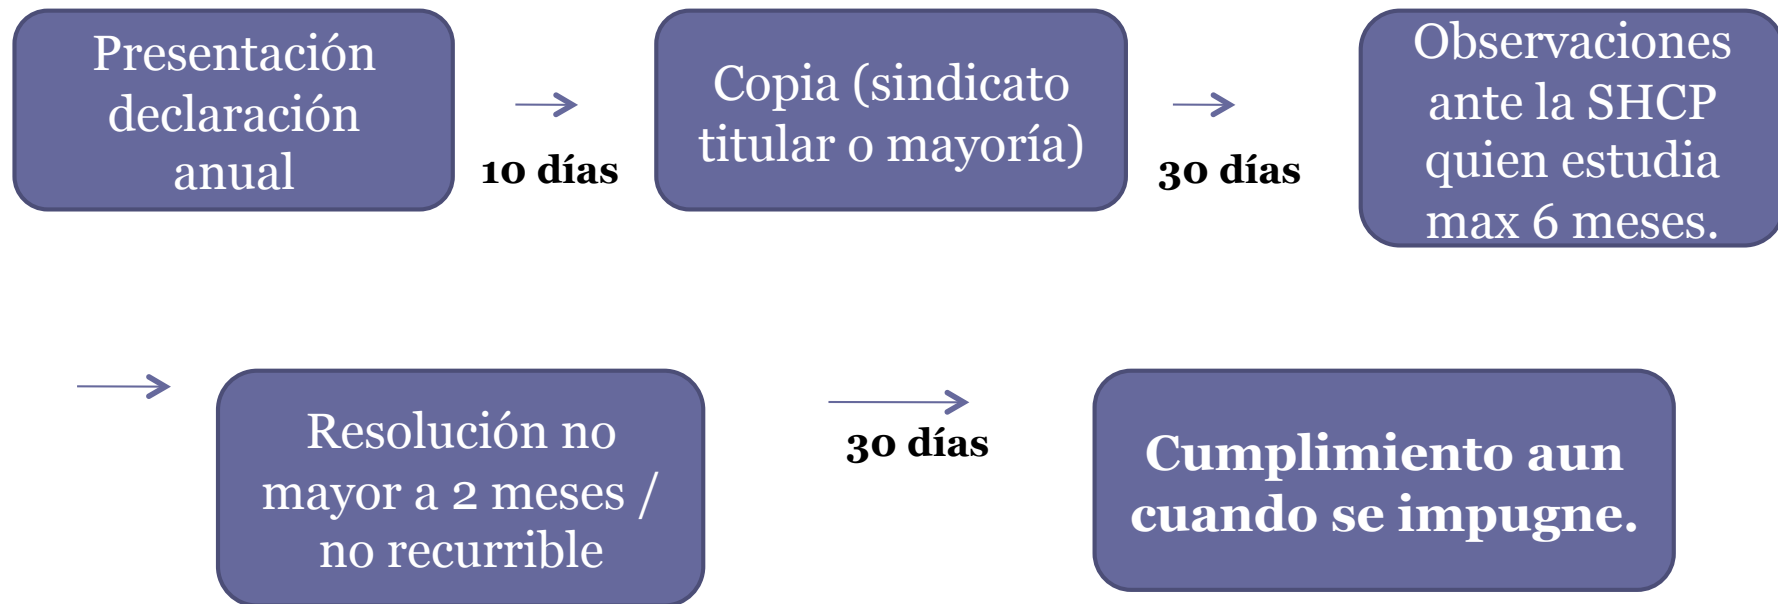 Presentación
declaración
anual
10 días
Copia (sindicato
titular o mayoría)
30 días
Observaciones
ante la SHCP
quien estudia
max 6 meses.
Resolución no
mayor a 2 meses /
no recurrible
30 días
Cumplimiento aun
cuando se impugne.